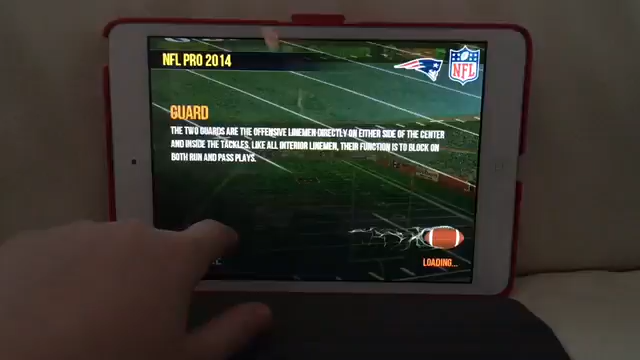 NFL PRO 2014
NFL
GUARD
THE TWO GUARDS ARE THE OFFENSIVE LINEMEN DIRECTLY ON EITHER SIDE OF THE CENTER
AND INSIDE THE TACKLES. LIKE ALL INTERIOR LINEMEN, THEIR FUNCTION IS TO BLOCK ON
BOTH RUN AND PASS PLAYS.
LOADING...